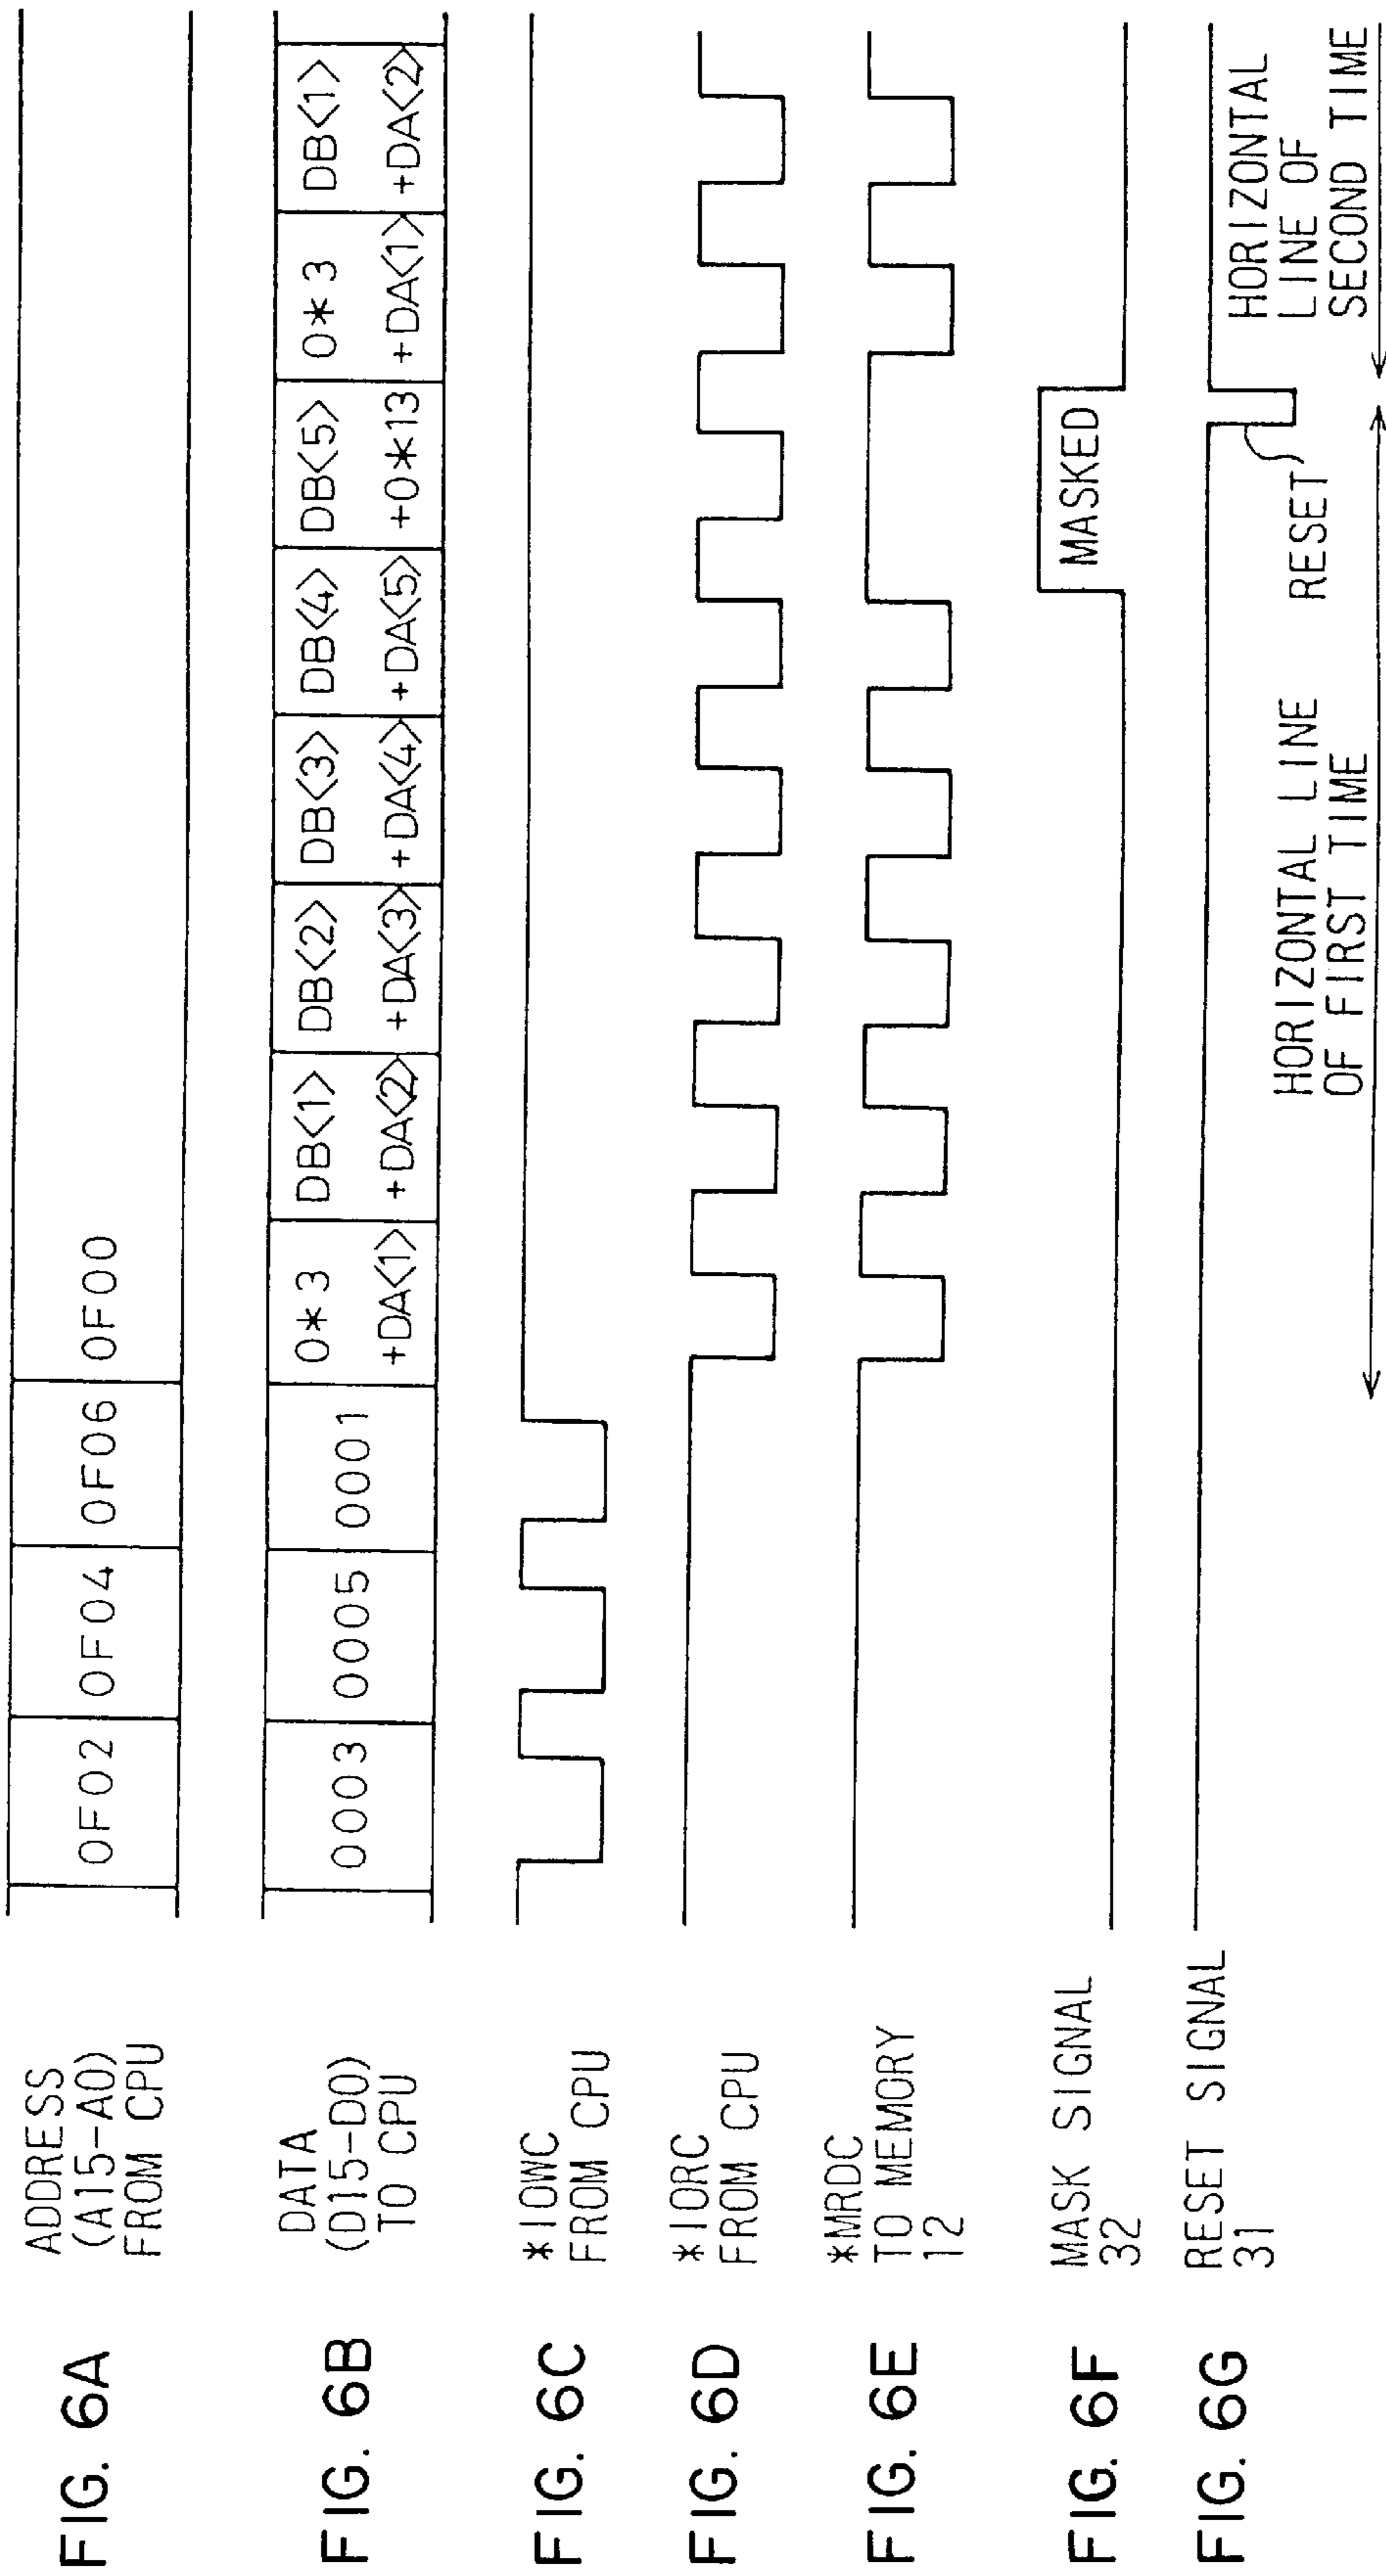 FIG. 6A
ADDRESS
(A15-A0)
FROM CPU
0F02 0F04 0F06 0F00
FIG. 6B
DATA
(D15-D0)
TO CPU
0003 0005 0001
0*3
+DA<1>
DB<1>
+DA<2>
DB<2>
+DA<3>
DB<3>
+DA<4>
DB<4>
+DA<5>
DB<5>
+0*13
0*3
+DA<1>
DB<1>
+DA<2>
FIG. 6C
*IOWC
FROM CPU
FIG. 6D
*IORC
FROM CPU
FIG. 6E
*MRDC
TO MEMORY
12
FIG. 6F
MASK SIGNAL
32
MASKED
FIG. 6G
RESET SIGNAL
31
RESET
HORIZONTAL LINE
OF FIRST TIME
HORIZONTAL
LINE OF
SECOND TIME